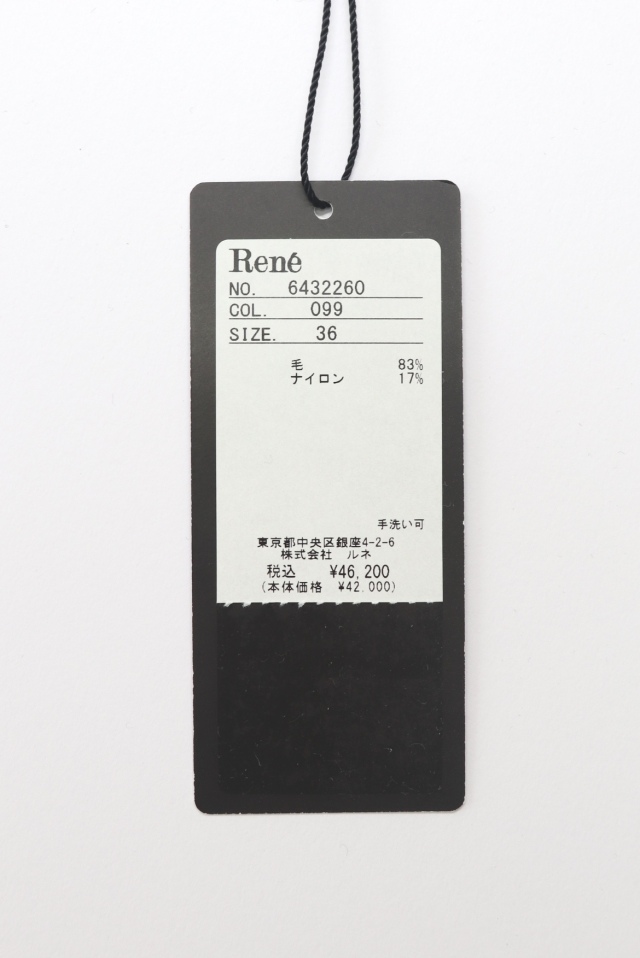 René
NO. 6432260
COL. 099
SIZE. 36
毛 83%
ナイロン 17%
手洗い可
東京都中央区銀座4-2-6
株式会社 ルネ
税込 ¥46,200
(本体価格 ¥42.000)